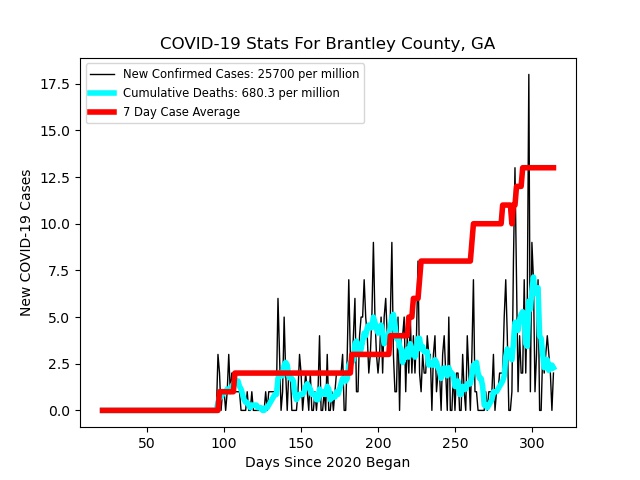 COVID-19 Stats For Brantley County, GA
New Confirmed Cases: 25700 per million
Cumulative Deaths: 680.3 per million
7 Day Case Average
New COVID-19 Cases
17.5
15.0
12.5
10.0
7.5
5.0
2.5
0.0
50 100 150 200 250 300
Days Since 2020 Began